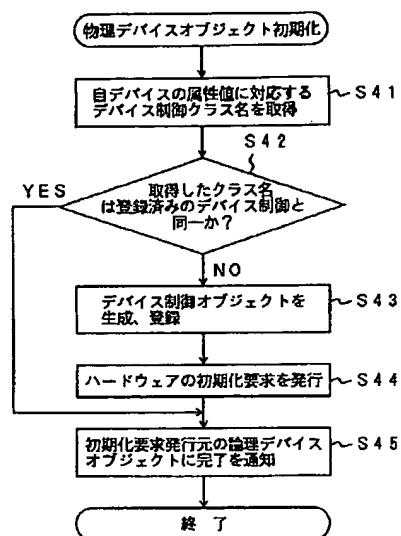 物理デバイスオブジェクト初期化
自デバイスの属性値に対応する
デバイス制御クラス名を取得
S41
S42
YES
取得したクラス名
は登録済みのデバイス制御と
同一か?
NO
デバイス制御オブジェクトを
生成、登録
S43
ハードウェアの初期化要求を発行
S44
初期化要求発行元の論理デバイス
オブジェクトに完了を通知
S45
終 了